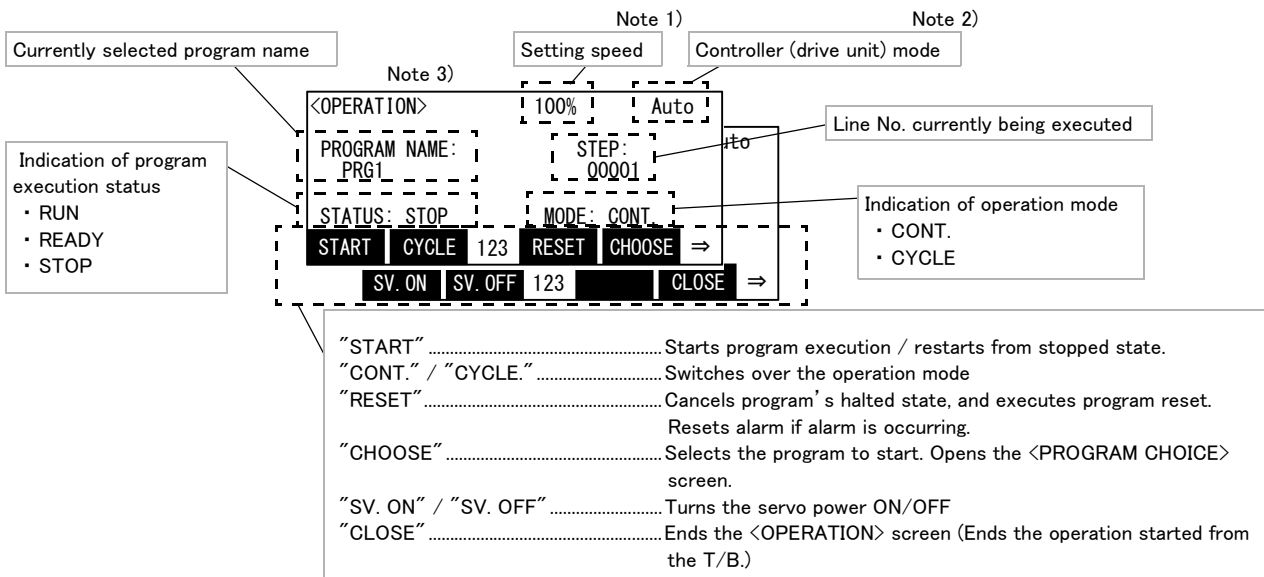 Note 1)
Note 2)
Currently selected program name
Setting speed
Controller (drive unit) mode
Note 3)
<OPERATION> 100% Auto
Line No. currently being executed
uto
PROGRAM NAME: STEP:
PRG1 00001
Indication of program
execution status
・RUN
・READY
・STOP
STATUS: STOP MODE: CONT.
Indication of operation mode
・CONT.
・CYCLE
START CYCLE 123 RESET CHOOSE ⇒
SV.ON SV.OFF 123 CLOSE ⇒
"START" ........ Starts program execution / restarts from stopped state.
"CONT." / "CYCLE." ........ Switches over the operation mode
"RESET" ........ Cancels program's halted state, and executes program reset.
Resets alarm if alarm is occurring.
"CHOOSE" ........ Selects the program to start. Opens the <PROGRAM CHOICE>
screen.
"SV. ON" / "SV. OFF" ........ Turns the servo power ON/OFF
"CLOSE" ........ Ends the <OPERATION> screen (Ends the operation started from
the T/B.)